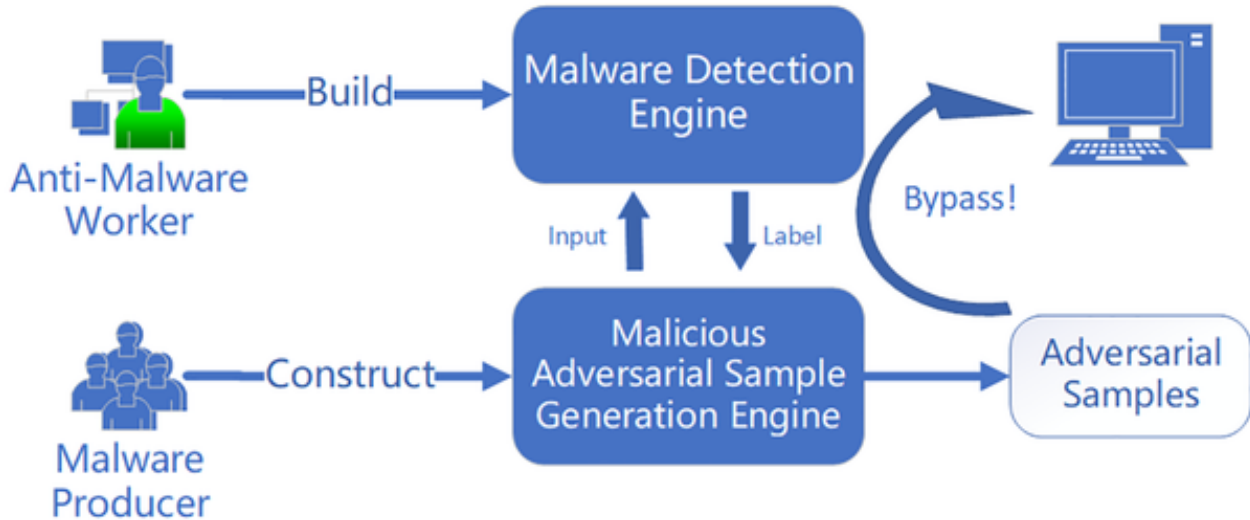 Anti-Malware
Worker
Build
Malware Detection
Engine
Input
Label
Bypass!
Malware
Producer
Construct
Malicious
Adversarial Sample
Generation Engine
Adversarial
Samples